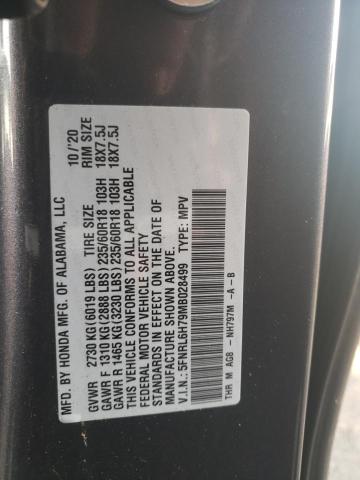 MFD. BY HONDA MFG. OF ALABAMA, LLC 10/'20
GVWR 2730 KG(6019 LBS) TIRE SIZE RIM SIZE
GAWR F 1310 KG(2888 LBS) 235/60R18 103H 18X7.5J
GAWR R 1465 KG(3230 LBS) 235/60R18 103H 18X7.5J
THIS VEHICLE CONFORMS TO ALL APPLICABLE
FEDERAL MOTOR VEHICLE SAFETY
STANDARDS IN EFFECT ON THE DATE OF
MANUFACTURE SHOWN ABOVE.
V.I.N.: 5FNRL6H79MB028499 TYPE: MPV
THR M AG8 - NH797M -A -B